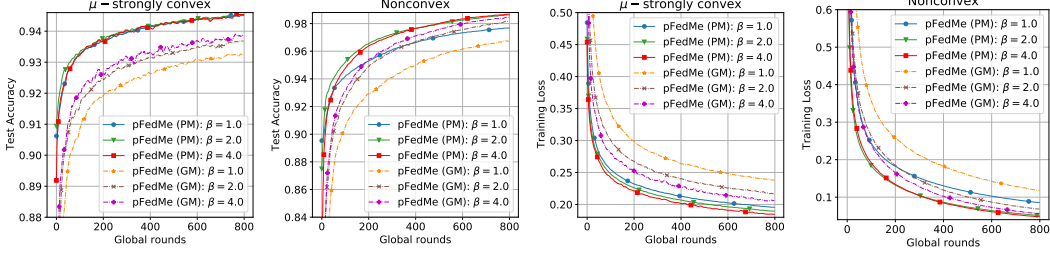 μ − strongly convex
Test Accuracy
0.94
0.93
0.92
0.91
0.90
0.89
0.88
pFedMe (PM): β = 1.0
pFedMe (PM): β = 2.0
pFedMe (PM): β = 4.0
pFedMe (GM): β = 1.0
pFedMe (GM): β = 2.0
pFedMe (GM): β = 4.0
0 200 400 600 800
Global rounds
Nonconvex
Test Accuracy
0.98
0.96
0.94
0.92
0.90
0.88
0.86
0.84
pFedMe (PM): β = 1.0
pFedMe (PM): β = 2.0
pFedMe (PM): β = 4.0
pFedMe (GM): β = 1.0
pFedMe (GM): β = 2.0
pFedMe (GM): β = 4.0
0 200 400 600 800
Global rounds
μ − strongly convex
Training Loss
0.50
0.45
0.40
0.35
0.30
0.25
0.20
pFedMe (PM): β = 1.0
pFedMe (PM): β = 2.0
pFedMe (PM): β = 4.0
pFedMe (GM): β = 1.0
pFedMe (GM): β = 2.0
pFedMe (GM): β = 4.0
0 200 400 600 800
Global rounds
Nonconvex
Training Loss
0.6
0.5
0.4
0.3
0.2
0.1
pFedMe (PM): β = 1.0
pFedMe (PM): β = 2.0
pFedMe (PM): β = 4.0
pFedMe (GM): β = 1.0
pFedMe (GM): β = 2.0
pFedMe (GM): β = 4.0
0 200 400 600 800
Global rounds